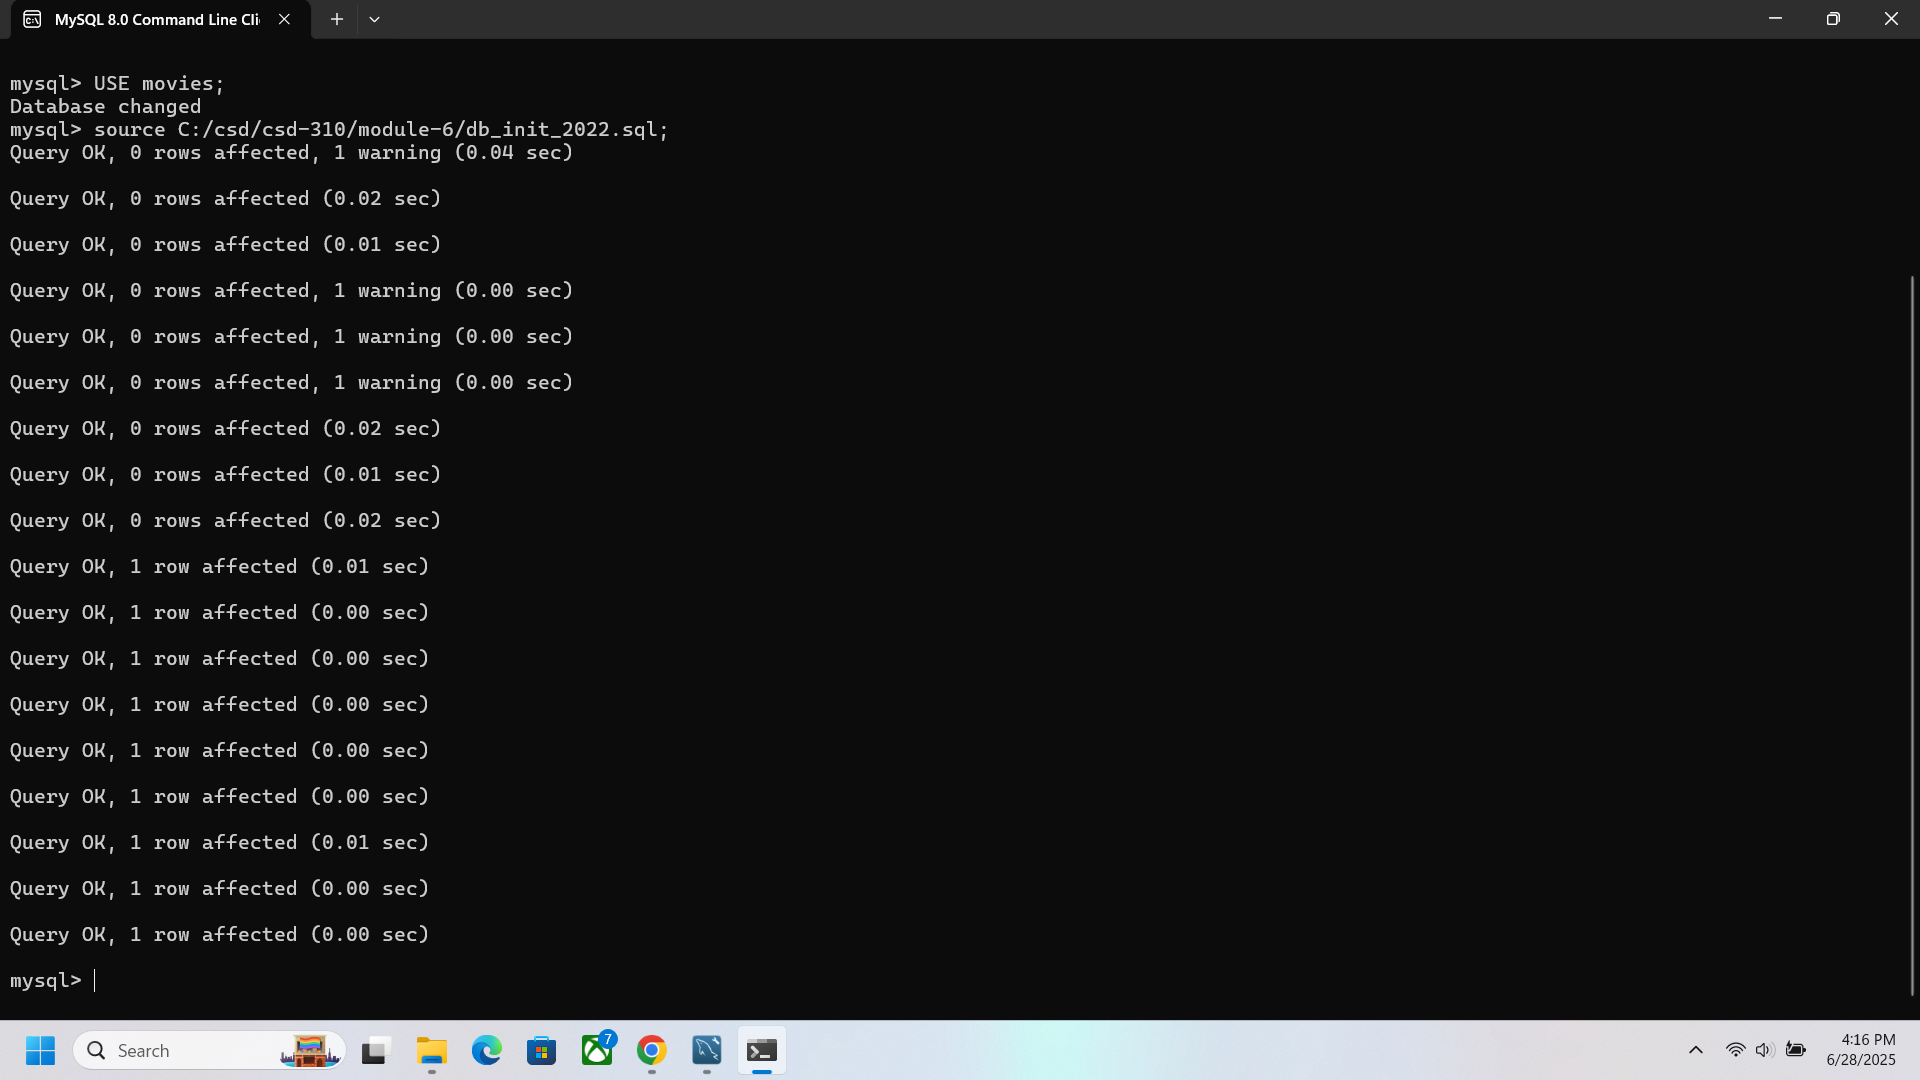 MySQL 8.0 Command Line Cli
mysql> USE movies;
Database changed
mysql> source C:/csd/csd-310/module-6/db_init_2022.sql;
Query OK, 0 rows affected, 1 warning (0.04 sec)
Query OK, 0 rows affected (0.02 sec)
Query OK, 0 rows affected (0.01 sec)
Query OK, 0 rows affected, 1 warning (0.00 sec)
Query OK, 0 rows affected, 1 warning (0.00 sec)
Query OK, 0 rows affected, 1 warning (0.00 sec)
Query OK, 0 rows affected (0.02 sec)
Query OK, 0 rows affected (0.01 sec)
Query OK, 0 rows affected (0.02 sec)
Query OK, 1 row affected (0.01 sec)
Query OK, 1 row affected (0.00 sec)
Query OK, 1 row affected (0.00 sec)
Query OK, 1 row affected (0.00 sec)
Query OK, 1 row affected (0.00 sec)
Query OK, 1 row affected (0.00 sec)
Query OK, 1 row affected (0.01 sec)
Query OK, 1 row affected (0.00 sec)
Query OK, 1 row affected (0.00 sec)
mysql>
Search
7
4:16 PM
6/28/2025